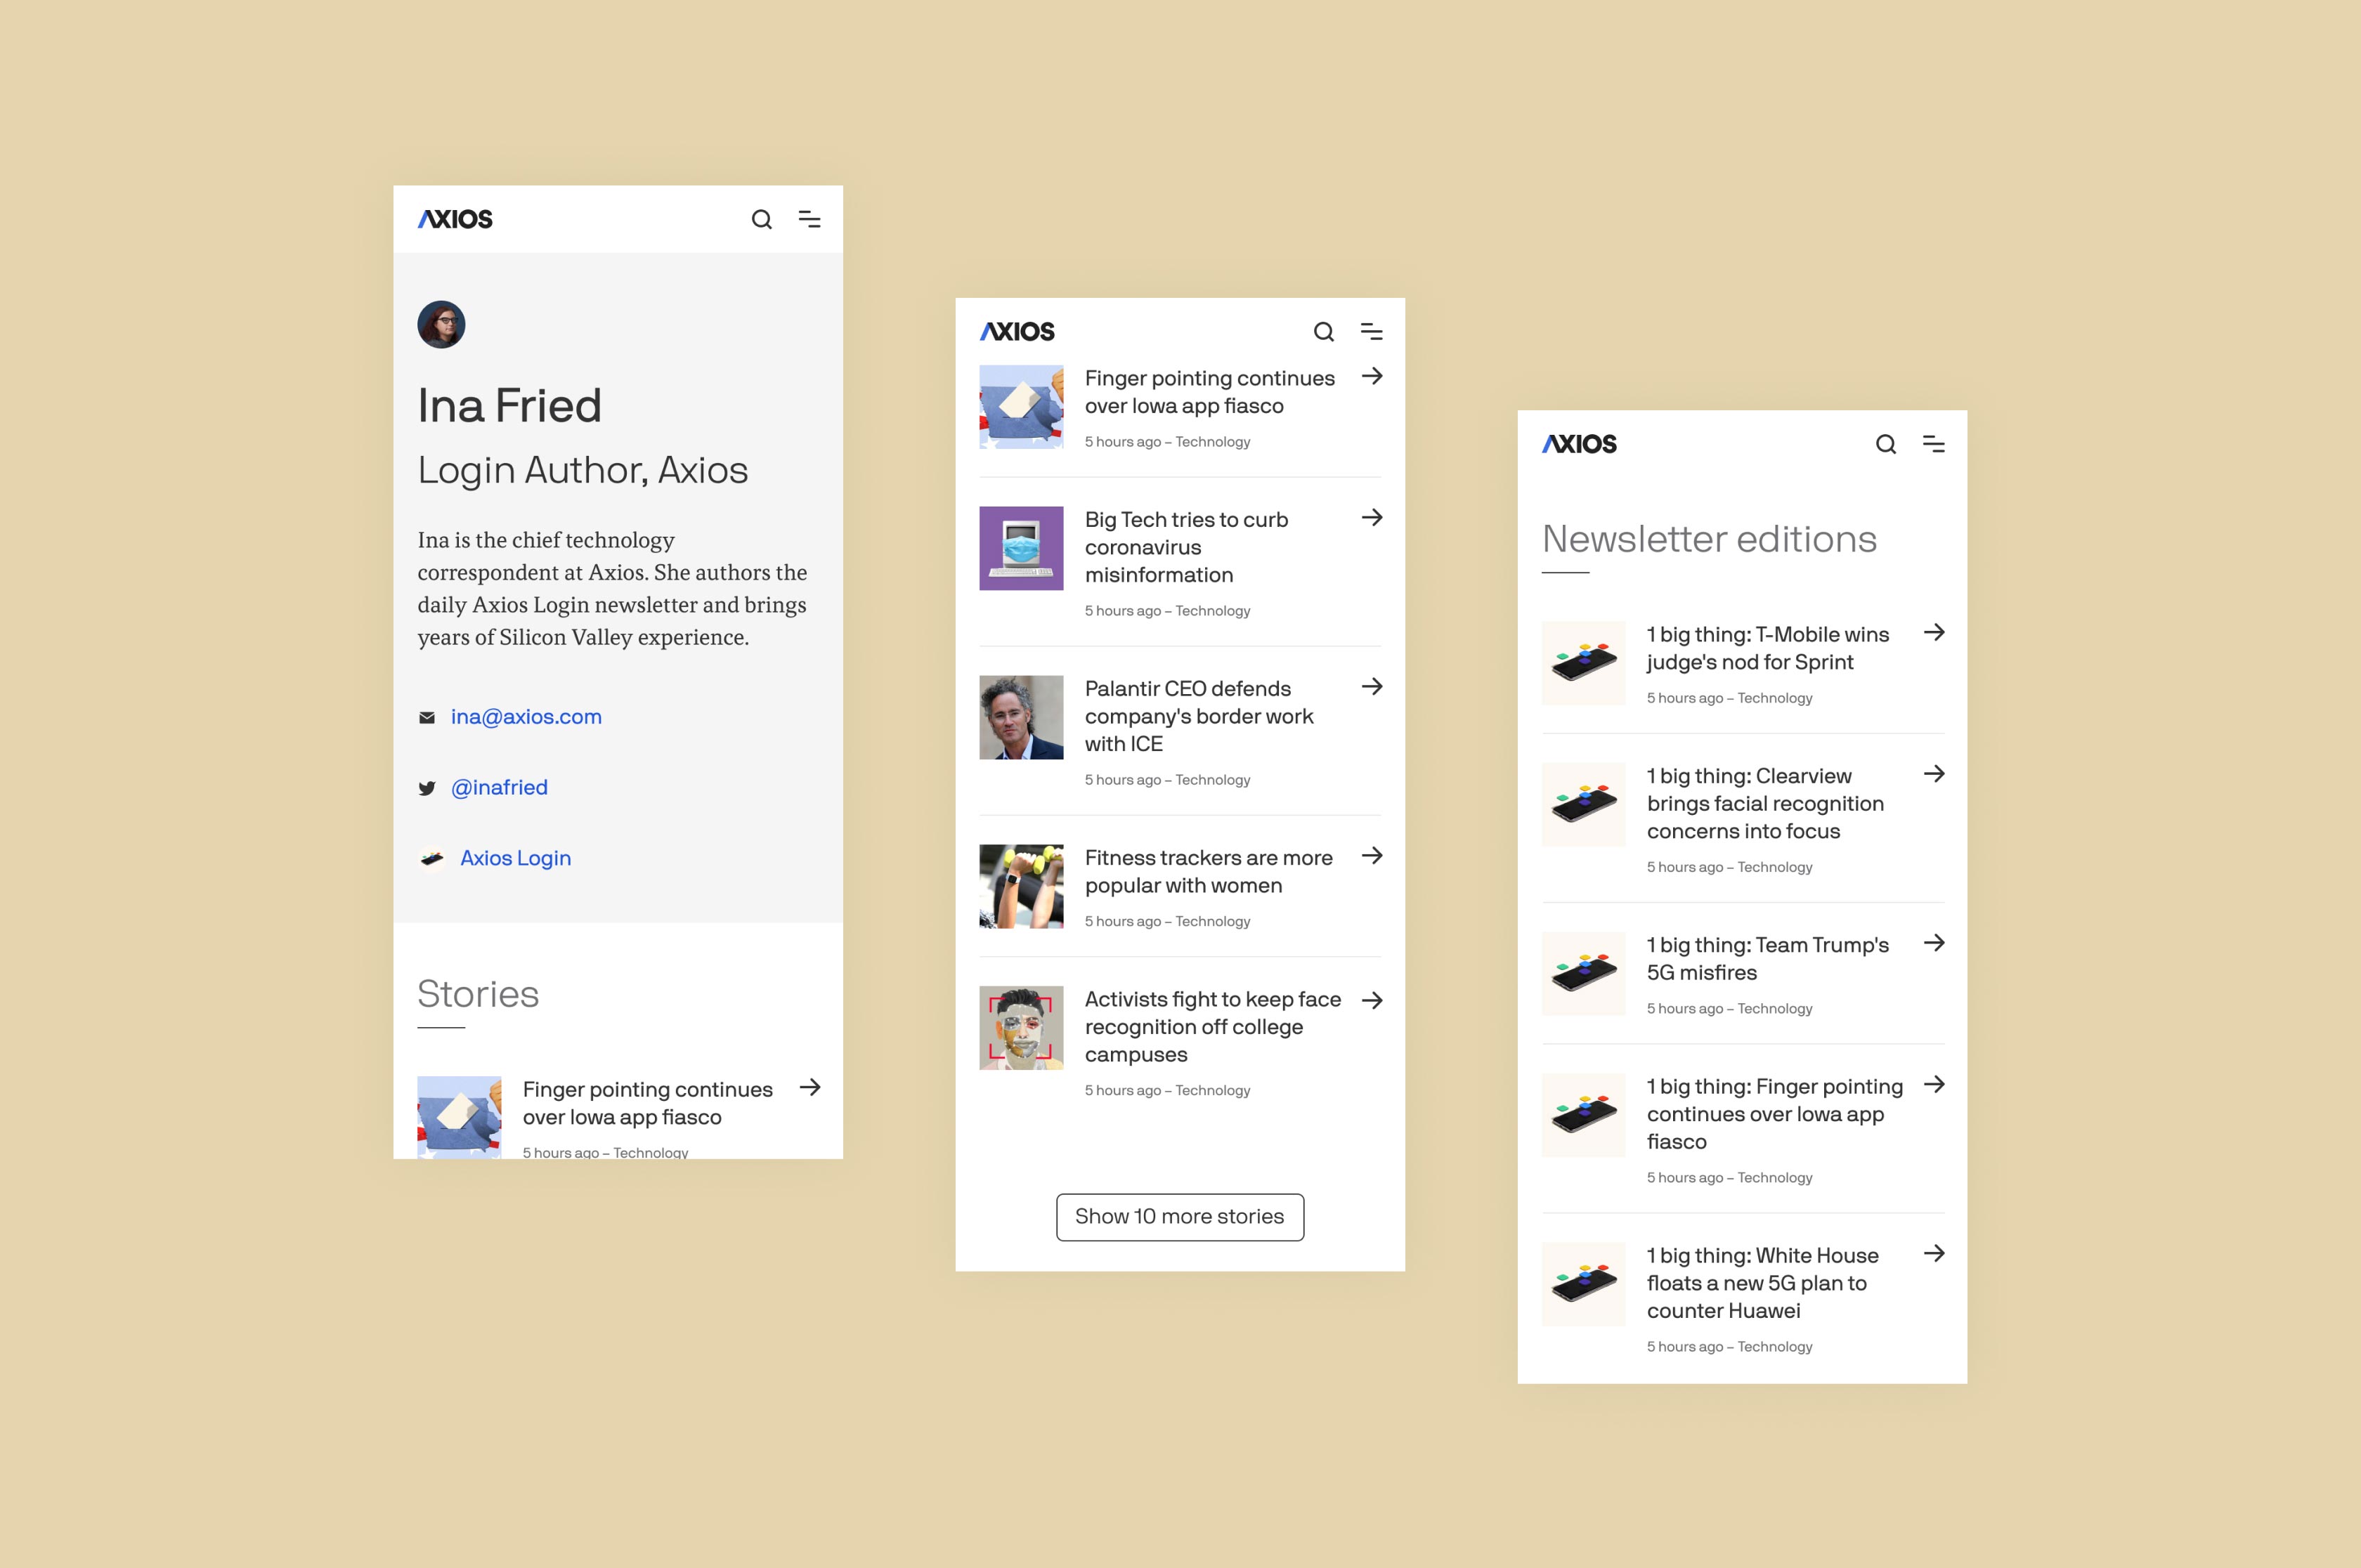 AXIOS
Ina Fried
Login Author, Axios
Ina is the chief technology
correspondent at Axios. She authors the
daily Axios Login newsletter and brings
years of Silicon Valley experience.
ina@axios.com
@inafried
Axios Login
Stories
Finger pointing continues
over Iowa app fiasco
5 hours ago – Technology
AXIOS
Finger pointing continues
over Iowa app fiasco
5 hours ago – Technology
Big Tech tries to curb
coronavirus
misinformation
5 hours ago – Technology
Palantir CEO defends
company's border work
with ICE
5 hours ago – Technology
Fitness trackers are more
popular with women
5 hours ago – Technology
Activists fight to keep face
recognition off college
campuses
5 hours ago – Technology
Show 10 more stories
AXIOS
Newsletter editions
1 big thing: T-Mobile wins
judge's nod for Sprint
5 hours ago – Technology
1 big thing: Clearview
brings facial recognition
concerns into focus
5 hours ago – Technology
1 big thing: Team Trump's
5G misfires
5 hours ago – Technology
1 big thing: Finger pointing
continues over Iowa app
fiasco
5 hours ago – Technology
1 big thing: White House
floats a new 5G plan to
counter Huawei
5 hours ago – Technology